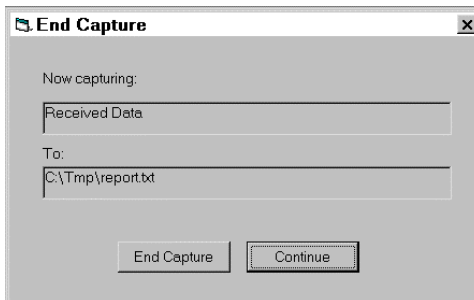 End Capture
Now capturing:
Received Data
To:
C:\Tmp\report.txt
End Capture Continue